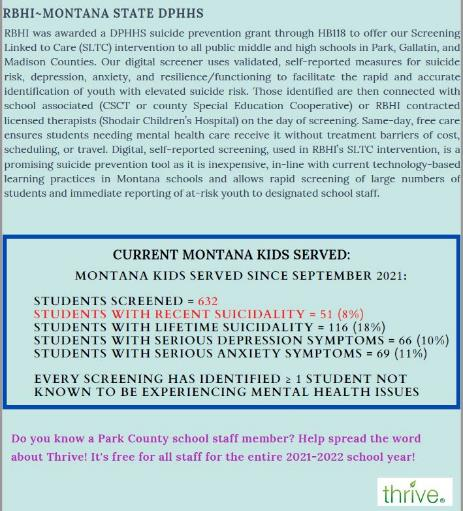 RBHI~MONTANA STATE DPHHS
RBHI was awarded a DPHHS suicide prevention grant through HB118 to offer our Screening
Linked to Care (SLTC) intervention to all public middle and high schools in Park, Gallatin, and
Madison Counties. Our digital screener uses validated, self-reported measures for suicide
risk, depression, anxiety, and resilience/functioning to facilitate the rapid and accurate
identification of youth with elevated suicide risk. Those identified are then connected with
school associated (CSCT or county Special Education Cooperative) or RBHI contracted
licensed therapists (Shodair Children's Hospital) on the day of screening. Same-day, free care
ensures students needing mental health care receive it without treatment barriers of cost,
scheduling, or travel. Digital, self-reported screening, used in RBHI's SLTC intervention, is a
promising suicide prevention tool as it is inexpensive, in-line with current technology-based
learning practices in Montana schools and allows rapid screening of large numbers of
students and immediate reporting of at-risk youth to designated school staff.
CURRENT MONTANA KIDS SERVED:
MONTANA KIDS SERVED SINCE SEPTEMBER 2021:
STUDENTS SCREENED = 632
STUDENTS WITH RECENT SUICIDALITY = 51 (8%)
STUDENTS WITH LIFETIME SUICIDALITY = 116 (18%)
STUDENTS WITH SERIOUS DEPRESSION SYMPTOMS = 66 (10%)
STUDENTS WITH SERIOUS ANXIETY SYMPTOMS = 69 (11%)
EVERY SCREENING HAS IDENTIFIED ≥ 1 STUDENT NOT
KNOWN TO BE EXPERIENCING MENTAL HEALTH ISSUES
Do you know a Park County school staff member? Help spread the word
about Thrive! It's free for all staff for the entire 2021-2022 school year!
thrive®